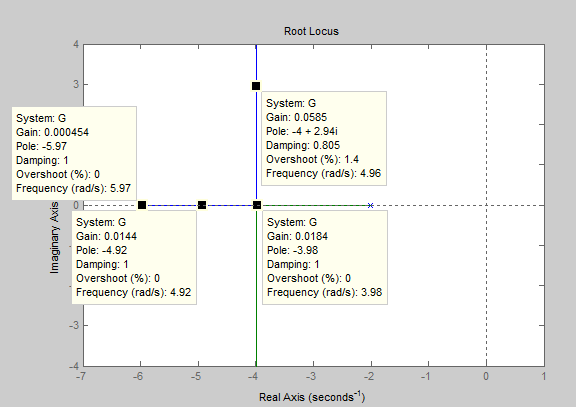 Root Locus
4
3
0
-3
-4
Imaginary Axis
System: G
Gain: 0.000454
Pole: -5.97
Damping: 1
Overshoot (%): 0
Frequency (rad/s): 5.97
System: G
Gain: 0.0585
Pole: -4 + 2.94i
Damping: 0.805
Overshoot (%): 1.4
Frequency (rad/s): 4.96
System: G
Gain: 0.0144
Pole: -4.92
Damping: 1
Overshoot (%): 0
Frequency (rad/s): 4.92
System: G
Gain: 0.0184
Pole: -3.98
Damping: 1
Overshoot (%): 0
Frequency (rad/s): 3.98
-7 -6 -5 -4 -3 -2 -1 0 1
Real Axis (seconds⁻¹)